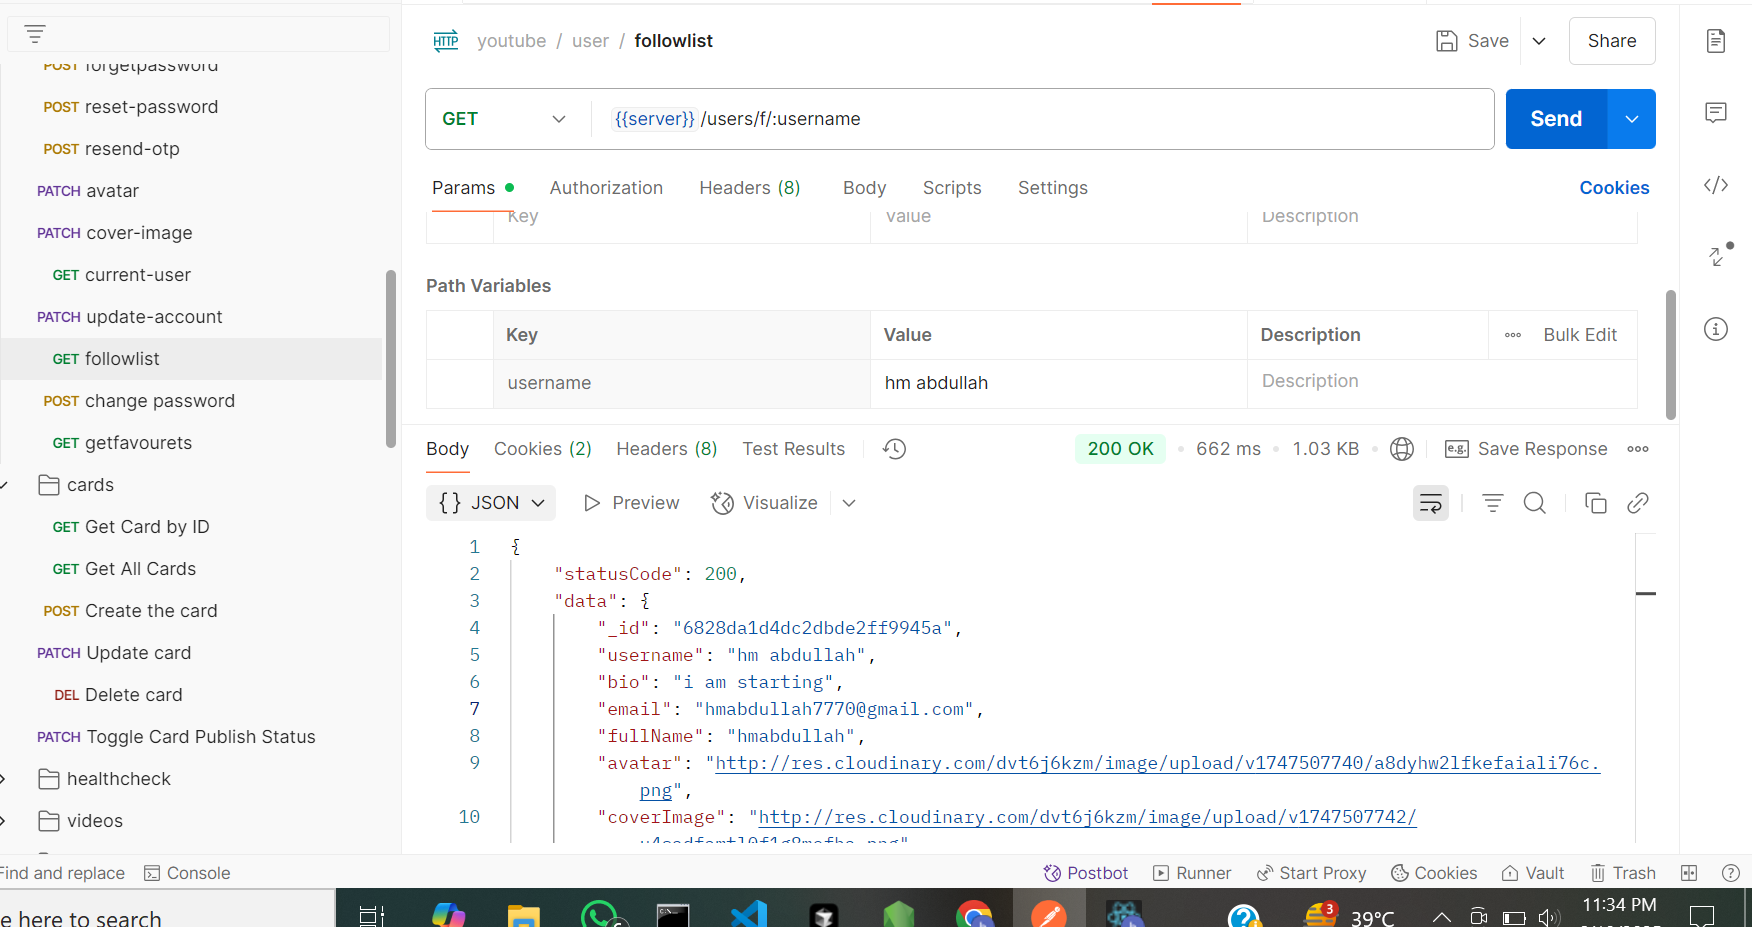 POST forgetpassword
POST reset-password
POST resend-otp
PATCH avatar
PATCH cover-image
GET current-user
PATCH update-account
GET followlist
POST change password
GET getfavourets
cards
GET Get Card by ID
GET Get All Cards
POST Create the card
PATCH Update card
DEL Delete card
PATCH Toggle Card Publish Status
healthcheck
videos
HTTP youtube / user / followlist
Save
Share
GET {{server}}/users/f/:username
Send
Params Authorization Headers (8) Body Scripts Settings
Cookies
Key Value Description
Path Variables
Key Value Description Bulk Edit
username hm abdullah Description
Body Cookies (2) Headers (8) Test Results
200 OK • 662 ms • 1.03 KB • e.g. Save Response
{} JSON Preview Visualize
1 {
2 "statusCode": 200,
3 "data": {
4 "_id": "6828da1d4dc2dbde2ff9945a",
5 "username": "hm abdullah",
6 "bio": "i am starting",
7 "email": "hmabdullah7770@gmail.com",
8 "fullName": "hmabdullah",
9 "avatar": "http://res.cloudinary.com/dvt6j6kzm/image/upload/v1747507740/a8dyhw2lfkefaiali76c.
png",
10 "coverImage": "http://res.cloudinary.com/dvt6j6kzm/image/upload/v1747507742/
Find and replace Console
Postbot Runner Start Proxy Cookies Vault Trash
e here to search
3
39°C
11:34 PM